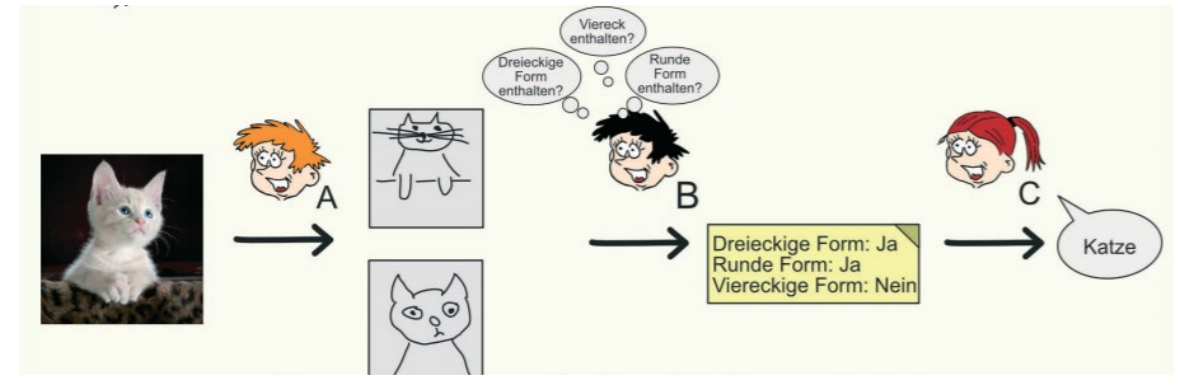 Viereck
enthalten?
Dreieckige
Form
enthalten?
Runde
Form
enthalten?
A
B
C
Dreieckige Form: Ja
Runde Form: Ja
Viereckige Form: Nein
Katze